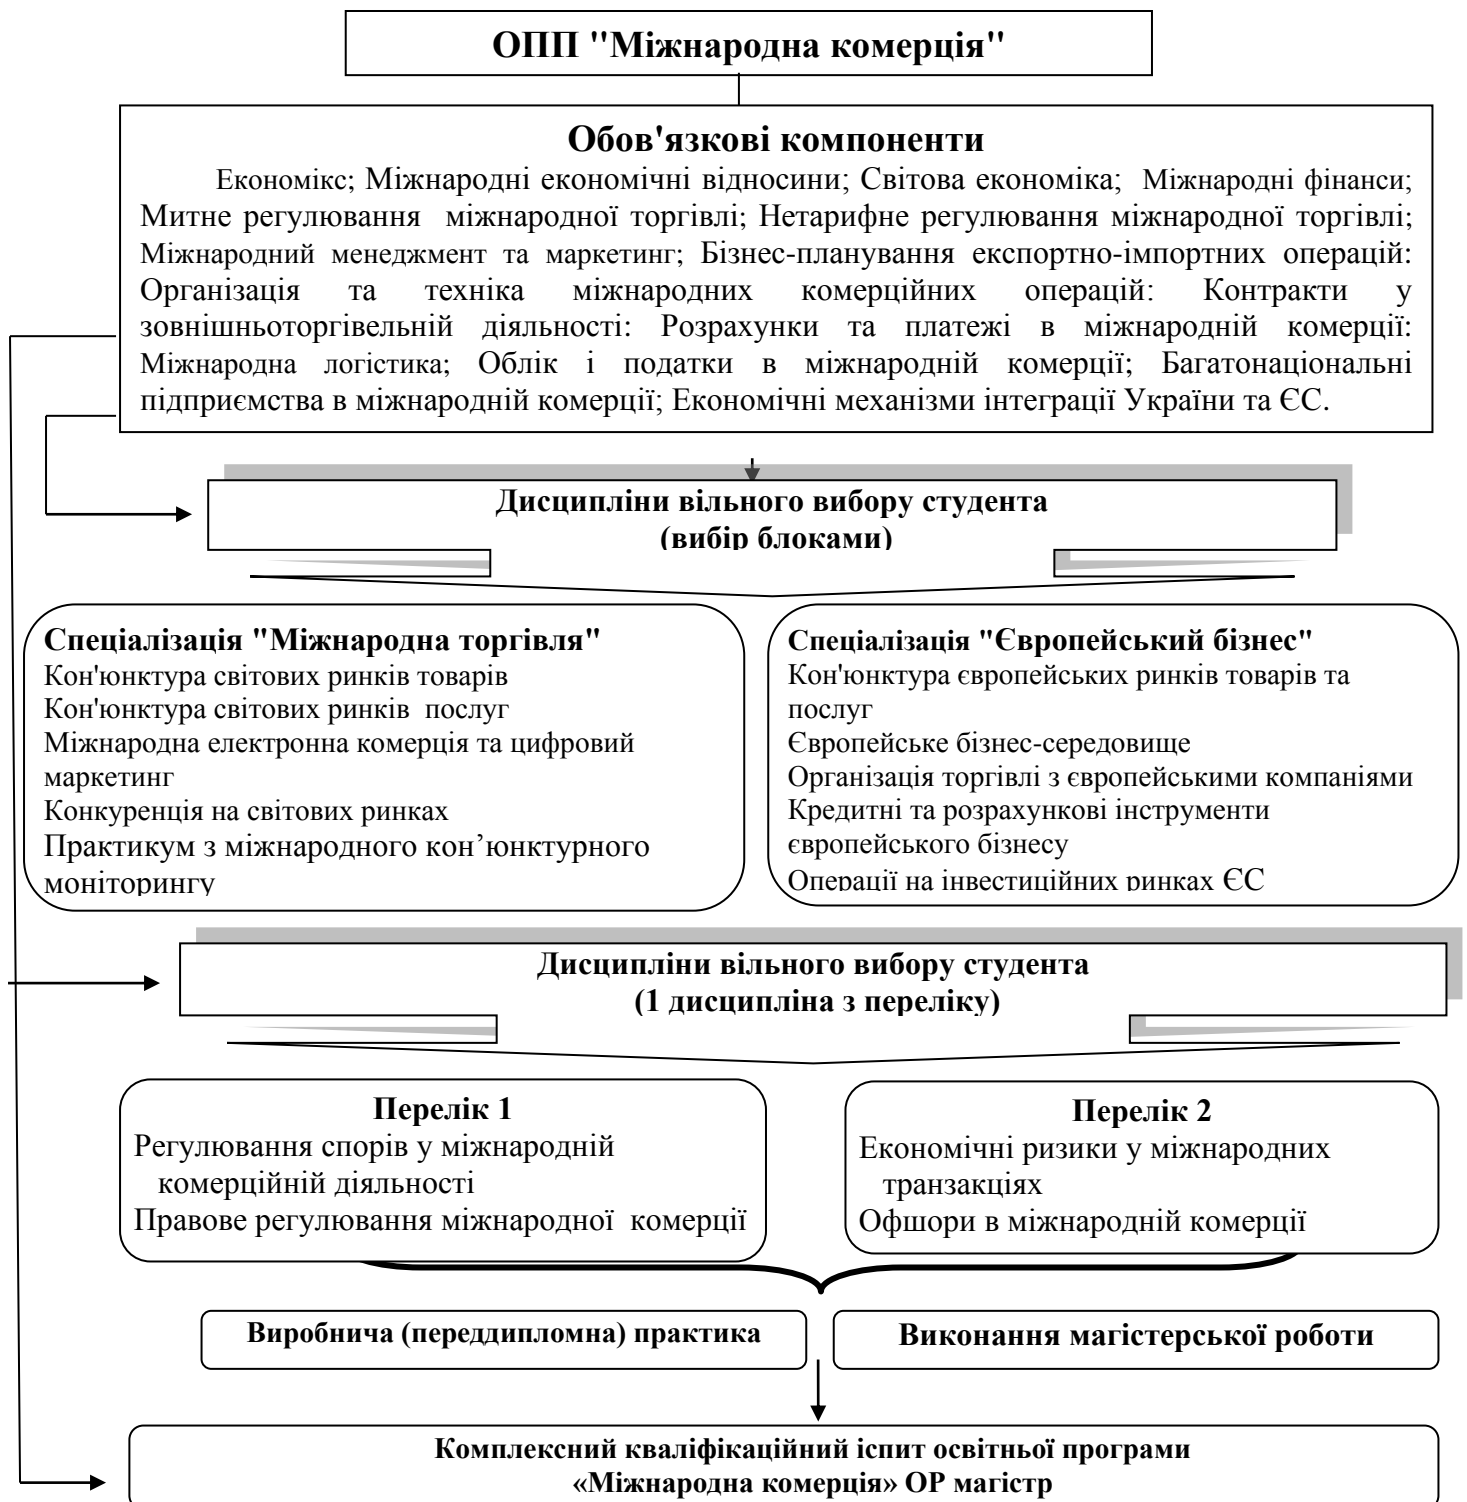 ОПП "Міжнародна комерція"
Обов'язкові компоненти
Економікс; Міжнародні економічні відносини; Світова економіка; Міжнародні фінанси;
Митне регулювання міжнародної торгівлі; Нетарифне регулювання міжнародної торгівлі;
Міжнародний менеджмент та маркетинг; Бізнес-планування експортно-імпортних операцій:
Організація та техніка міжнародних комерційних операцій: Контракти у
зовнішньоторгівельній діяльності: Розрахунки та платежі в міжнародній комерції:
Міжнародна логістика; Облік і податки в міжнародній комерції; Багатонаціональні
підприємства в міжнародній комерції; Економічні механізми інтеграції України та ЄС.
Дисципліни вільного вибору студента
(вибір блоками)
Спеціалізація "Міжнародна торгівля"
Кон'юнктура світових ринків товарів
Кон'юнктура світових ринків послуг
Міжнародна електронна комерція та цифровий
маркетинг
Конкуренція на світових ринках
Практикум з міжнародного кон’юнктурного
моніторингу
Спеціалізація "Європейський бізнес"
Кон'юнктура європейських ринків товарів та
послуг
Європейське бізнес-середовище
Організація торгівлі з європейськими компаніями
Кредитні та розрахункові інструменти
європейського бізнесу
Операції на інвестиційних ринках ЄС
Дисципліни вільного вибору студента
(1 дисципліна з переліку)
Перелік 1
Регулювання спорів у міжнародній
комерційній діяльності
Правове регулювання міжнародної комерції
Перелік 2
Економічні ризики у міжнародних
транзакціях
Офшори в міжнародній комерції
Виробнича (переддипломна) практика
Виконання магістерської роботи
Комплексний кваліфікаційний іспит освітньої програми
«Міжнародна комерція» ОР магістр